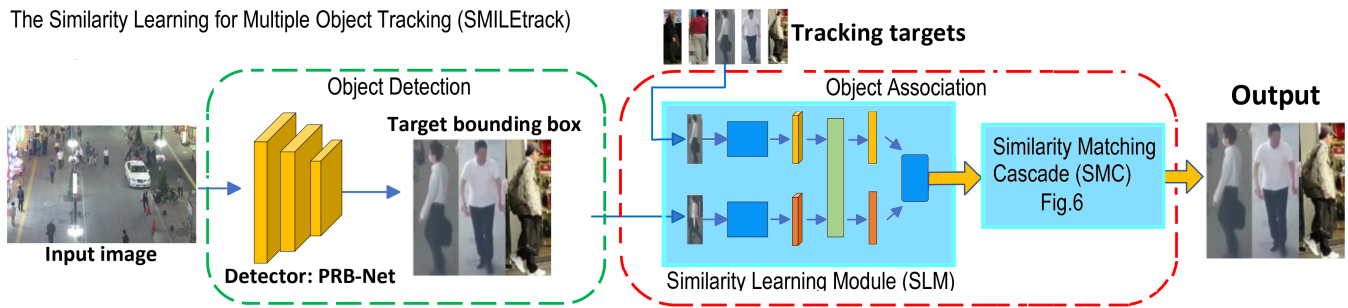 The Similarity Learning for Multiple Object Tracking (SMILEtrack)
Tracking targets
Object Detection
Object Association
Output
Target bounding box
Similarity Matching
Cascade (SMC)
Fig.6
Input image
Detector: PRB-Net
Similarity Learning Module (SLM)